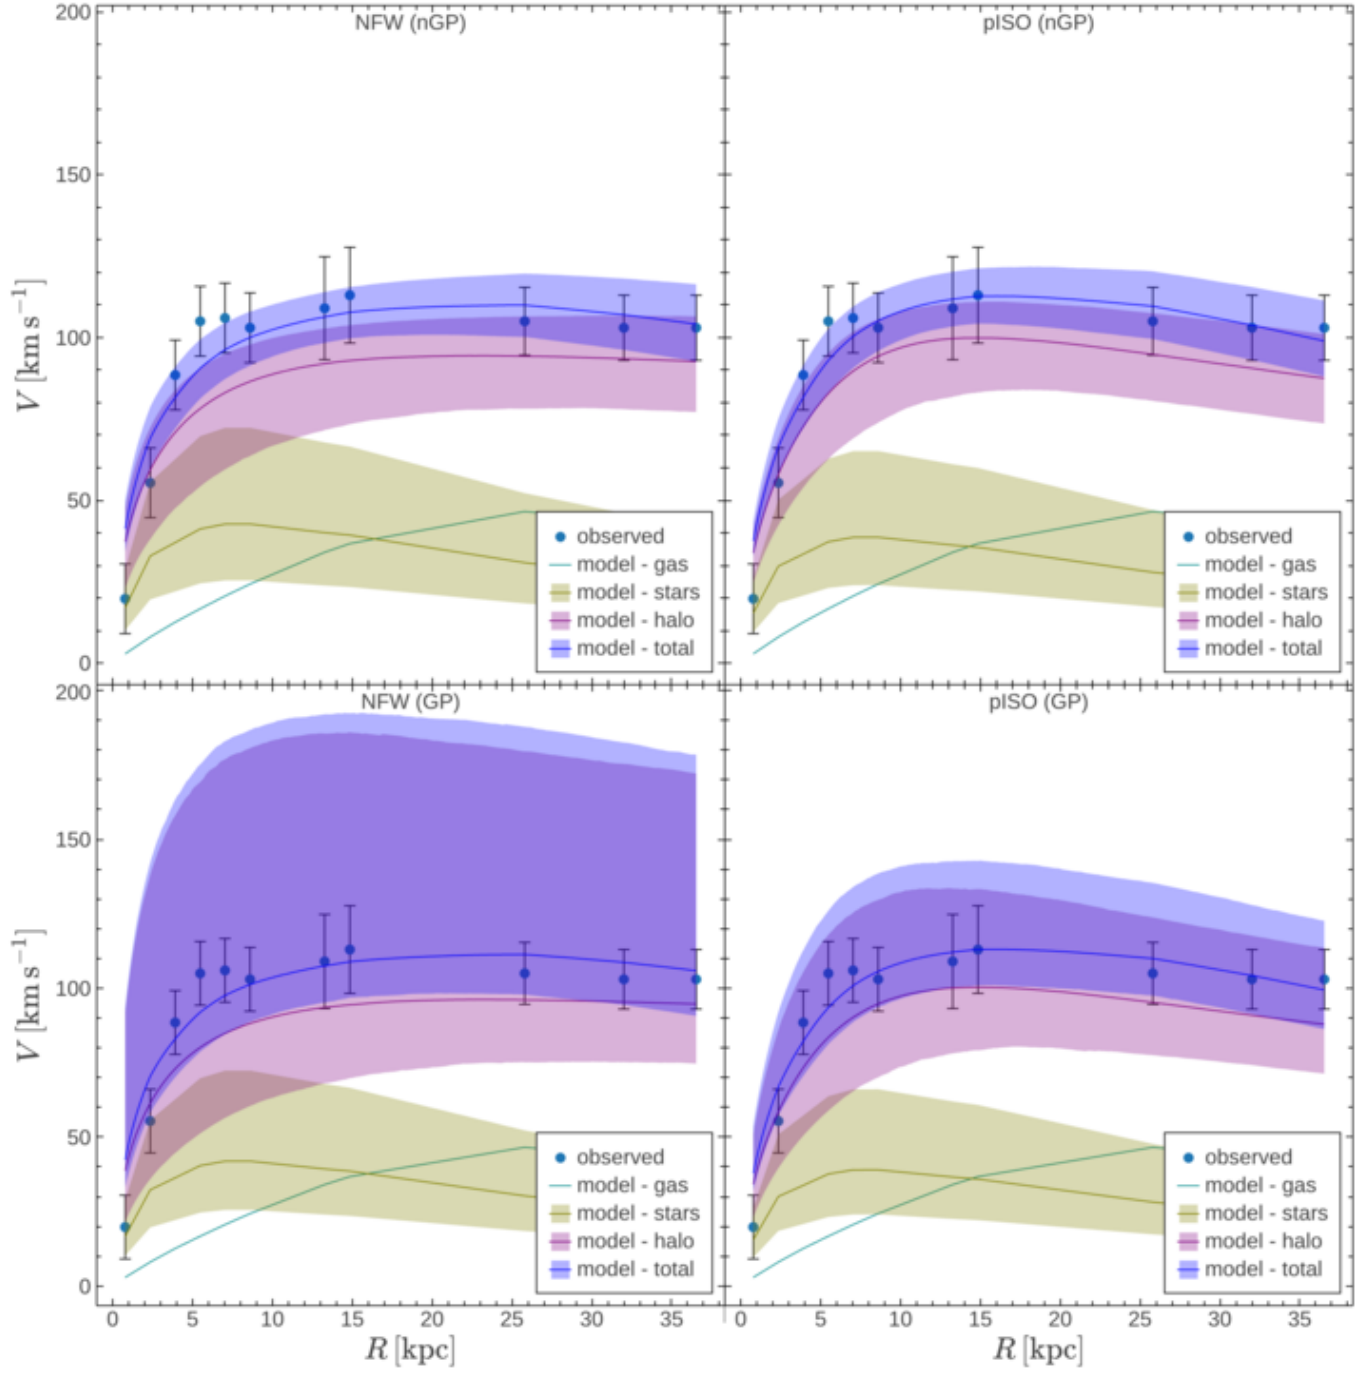 NFW (nGP)
pISO (nGP)
200
150
100
50
0
V [km s⁻¹]
observed
model - gas
model - stars
model - halo
model - total
observed
model - gas
model - stars
model - halo
model - total
NFW (GP)
pISO (GP)
200
150
100
50
0
V [km s⁻¹]
observed
model - gas
model - stars
model - halo
model - total
observed
model - gas
model - stars
model - halo
model - total
0 5 10 15 20 25 30 35
0 5 10 15 20 25 30 35
R [kpc]
R [kpc]